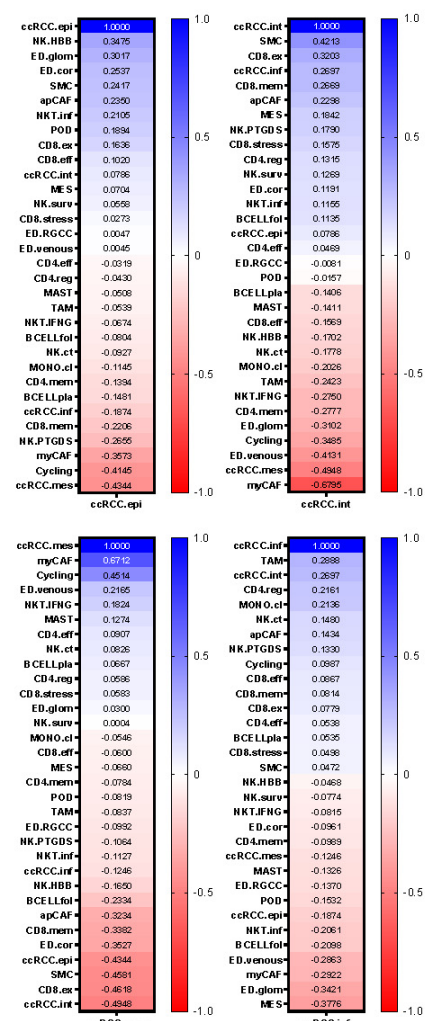 ccRCC.epi 1.0000
NK.HBB 0.3475
ED.glom 0.3017
ED.cor 0.2537
SMC 0.2417
apCAF 0.2350
NKT.inf 0.2105
POD 0.1894
CD8.ex 0.1636
CD8.eff 0.1020
ccRCC.int 0.0786
MES 0.0704
NK.surv 0.0558
CD8.stress 0.0273
ED.RGCC 0.0047
ED.venous 0.0045
CD4.eff -0.0319
CD4.reg -0.0430
MAST -0.0508
TAM -0.0539
NKT.IFNG -0.0674
BCELLfol -0.0804
NK.ct -0.0927
MONO.cl -0.1145
CD4.mem -0.1394
BCELLpla -0.1481
ccRCC.inf -0.1874
CD8.mem -0.2206
NK.PTGDS -0.2655
myCAF -0.3573
Cycling -0.4145
ccRCC.mes -0.4344
ccRCC.epi
1.0
0.5
0
-0.5
-1.0
ccRCC.int 1.0000
SMC 0.4213
CD8.ex 0.3203
ccRCC.inf 0.2697
CD8.mem 0.2669
apCAF 0.2298
MES 0.1842
NK.PTGDS 0.1790
CD8.stress 0.1575
CD4.reg 0.1315
NK.surv 0.1269
ED.cor 0.1191
NKT.inf 0.1155
BCELLfol 0.1135
ccRCC.epi 0.0786
CD4.eff 0.0469
ED.RGCC -0.0081
POD -0.0157
BCELLpla -0.1406
MAST -0.1411
CD8.eff -0.1569
NK.HBB -0.1702
NK.ct -0.1778
MONO.cl -0.2026
TAM -0.2423
NKT.IFNG -0.2750
CD4.mem -0.2777
ED.glom -0.3102
Cycling -0.3485
ED.venous -0.4131
ccRCC.mes -0.4948
myCAF -0.6795
ccRCC.int
1.0
0.5
0
-0.5
-1.0
ccRCC.mes 1.0000
myCAF 0.6712
Cycling 0.4514
ED.venous 0.2165
NKT.IFNG 0.1824
MAST 0.1274
CD4.eff 0.0907
NK.ct 0.0826
BCELLpla 0.0667
CD4.reg 0.0586
CD8.stress 0.0583
ED.glom 0.0300
NK.surv 0.0004
MONO.cl -0.0546
CD8.eff -0.0600
MES -0.0660
CD4.mem -0.0784
POD -0.0819
TAM -0.0837
ED.RGCC -0.0992
NK.PTGDS -0.1064
NKT.inf -0.1127
ccRCC.inf -0.1246
NK.HBB -0.1650
BCELLfol -0.2334
apCAF -0.3234
CD8.mem -0.3382
ED.cor -0.3527
ccRCC.epi -0.4344
SMC -0.4581
CD8.ex -0.4618
ccRCC.int -0.4948
1.0
0.5
0
-0.5
-1.0
ccRCC.inf 1.0000
TAM 0.2888
ccRCC.int 0.2697
CD4.reg 0.2161
MONO.cl 0.2136
NK.ct 0.1480
apCAF 0.1434
NK.PTGDS 0.1330
Cycling 0.0987
CD8.eff 0.0867
CD8.mem 0.0814
CD8.ex 0.0779
CD4.eff 0.0538
BCELLpla 0.0535
CD8.stress 0.0498
SMC 0.0472
NK.HBB -0.0468
NK.surv -0.0774
NKT.IFNG -0.0815
ED.cor -0.0961
CD4.mem -0.0989
ccRCC.mes -0.1246
MAST -0.1326
ED.RGCC -0.1370
POD -0.1532
ccRCC.epi -0.1874
NKT.inf -0.2061
BCELLfol -0.2098
ED.venous -0.2863
myCAF -0.2922
ED.glom -0.3421
MES -0.3776
1.0
0.5
0
-0.5
-1.0